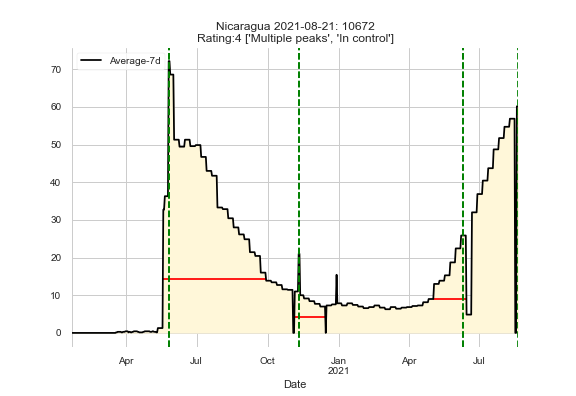 Nicaragua 2021-08-21: 10672
Rating:4 ['Multiple peaks', 'In control']
Average-7d
70
60
50
40
30
20
10
0
Apr Jul Oct Jan Apr Jul
2021
Date